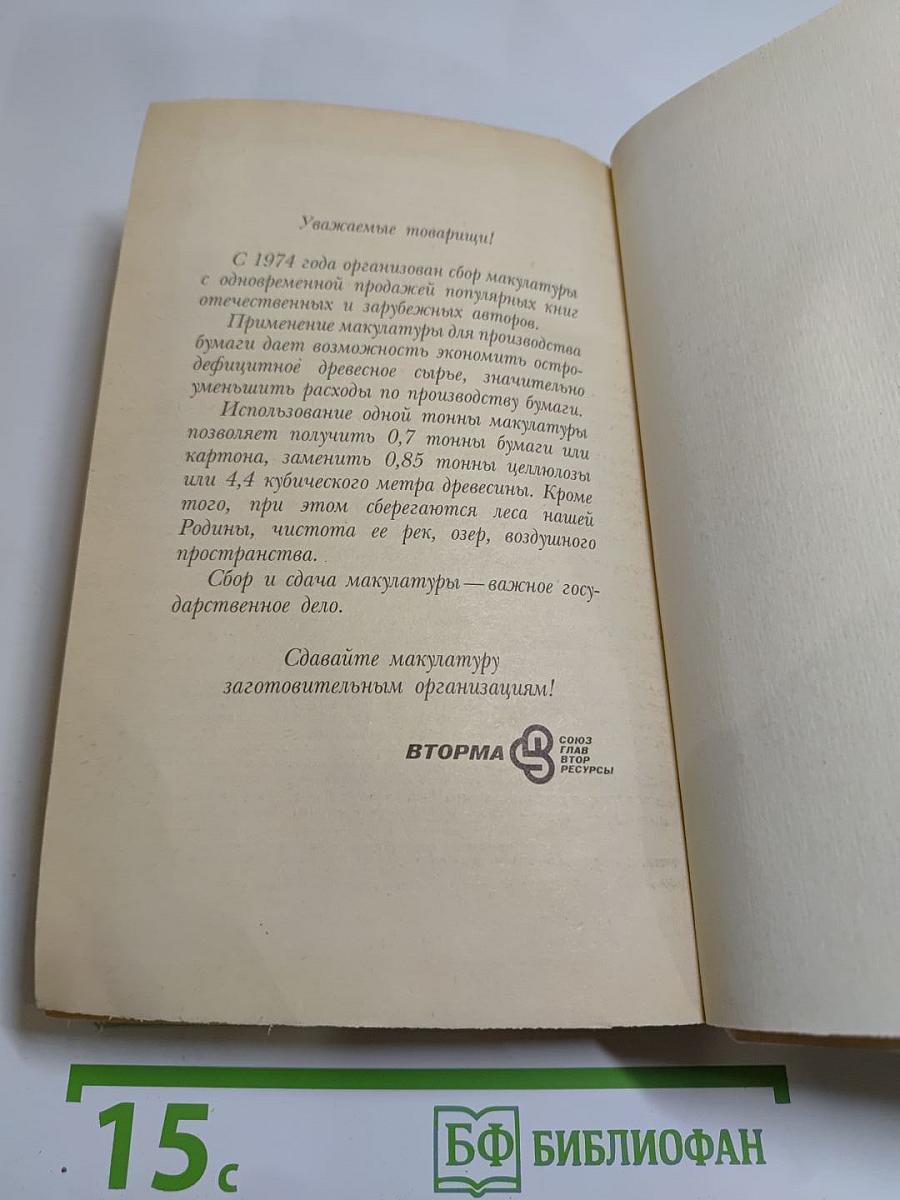 Уважаемые товарищи!
С 1974 года организован сбор макулатуры
с одновременной продажей популярных книг
отечественных и зарубежных авторов.
Применение макулатуры для производства
бумаги дает возможность экономить остро-
дефицитное древесное сырье, значительно
уменьшить расходы по производству бумаги.
Использование одной тонны макулатуры
позволяет получить 0,7 тонны бумаги или
картона, заменить 0,85 тонны целлюлозы
или 4,4 кубического метра древесины. Кроме
того, при этом сберегаются леса нашей
Родины, чистота ее рек, озер, воздушного
пространства.
Сбор и сдача макулатуры — важное госу-
дарственное дело.
Сдавайте макулатуру
заготовительным организациям!
ВТОРМА
СОЮЗ
ГЛАВ
ВТОР
РЕСУРСЫ
15 с
БФ БИБЛИОФАН